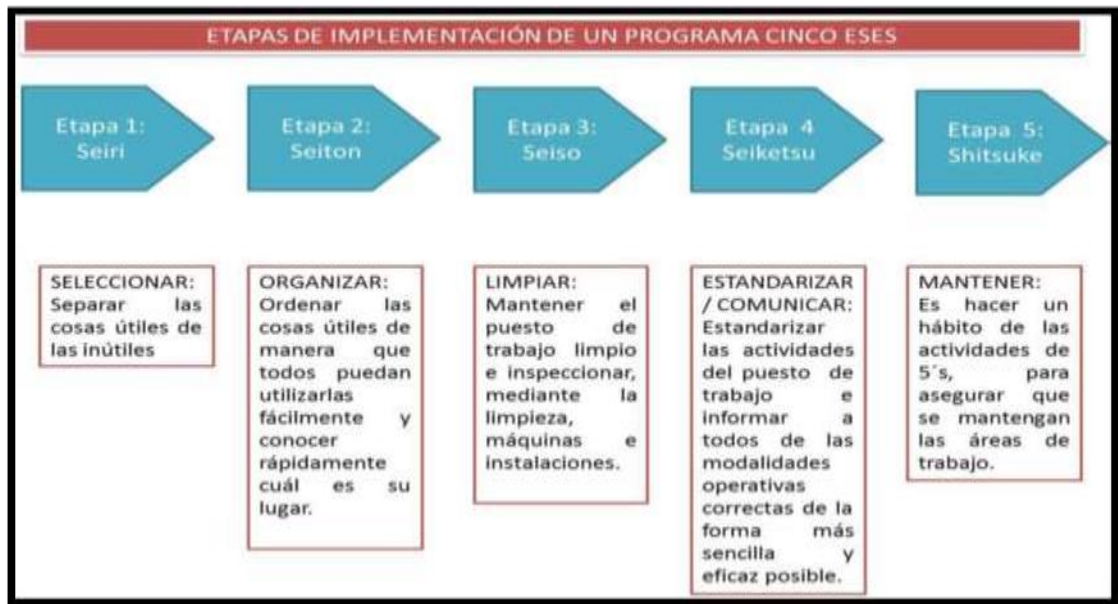 ETAPAS DE IMPLEMENTACIÓN DE UN PROGRAMA CINCO ESES
Etapa 1:
Seiri
Etapa 2:
Seiton
Etapa 3:
Seiso
Etapa 4
Seiketsu
Etapa 5:
Shitsuke
SELECCIONAR:
Separar las
cosas útiles de
las inútiles
ORGANIZAR:
Ordenar las
cosas útiles de
manera que
todos puedan
utilizarlas
fácilmente y
conocer
rápidamente
cuál es su
lugar.
LIMPIAR:
Mantener el
puesto de
trabajo limpio
e inspeccionar,
mediante la
limpieza,
máquinas e
instalaciones.
ESTANDARIZAR
/ COMUNICAR:
Estandarizar
las actividades
del puesto de
trabajo e
informar a
todos de las
modalidades
operativas
correctas de la
forma más
sencilla y
eficaz posible.
MANTENER:
Es hacer un
hábito de las
actividades de
5´s, para
asegurar que
se mantengan
las áreas de
trabajo.